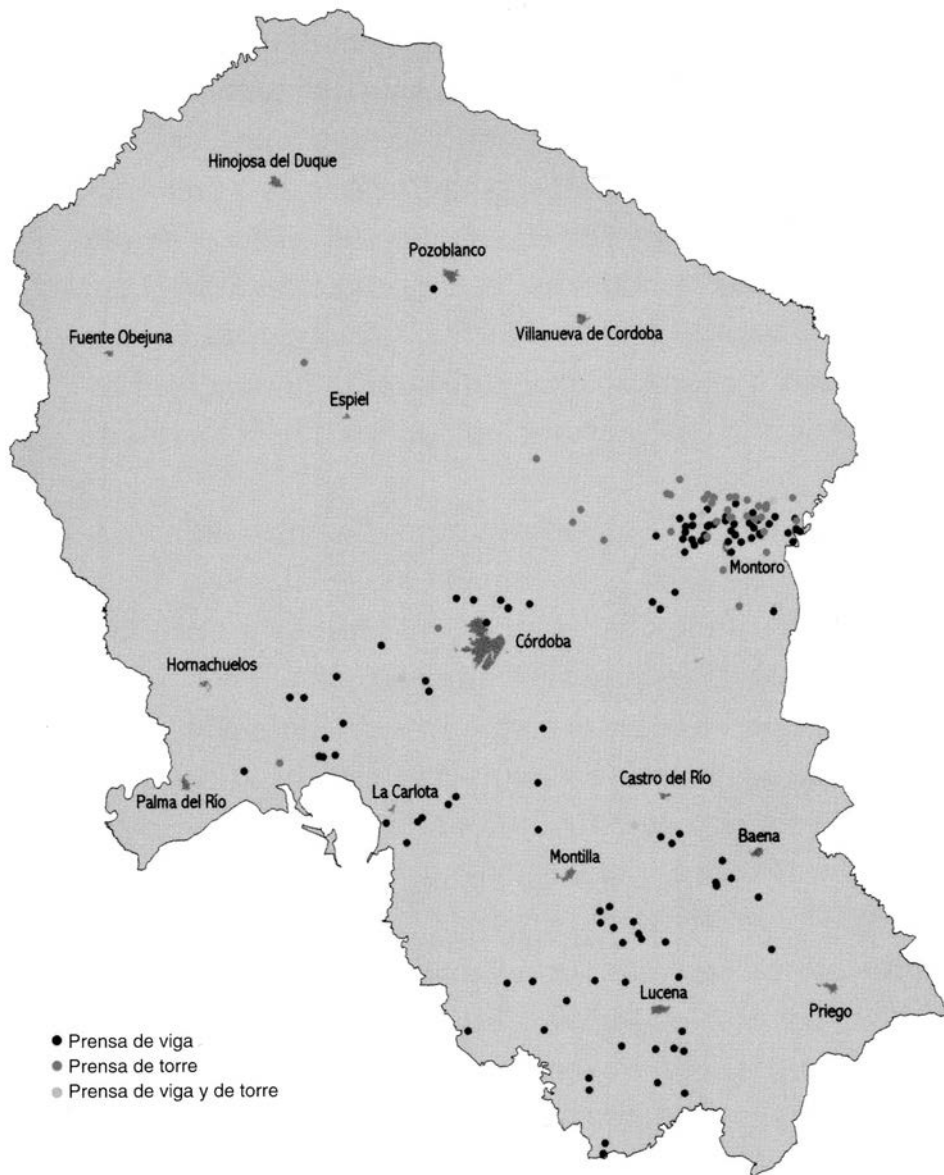 Hinojosa del Duque
Pozoblanco
Fuente Obejuna
Villanueva de Cordoba
Espiel
Montoro
Córdoba
Hornachuelos
Castro del Río
Palma del Río
La Carlota
Baena
Montilla
Lucena
Priego
Prensa de viga
Prensa de torre
Prensa de viga y de torre